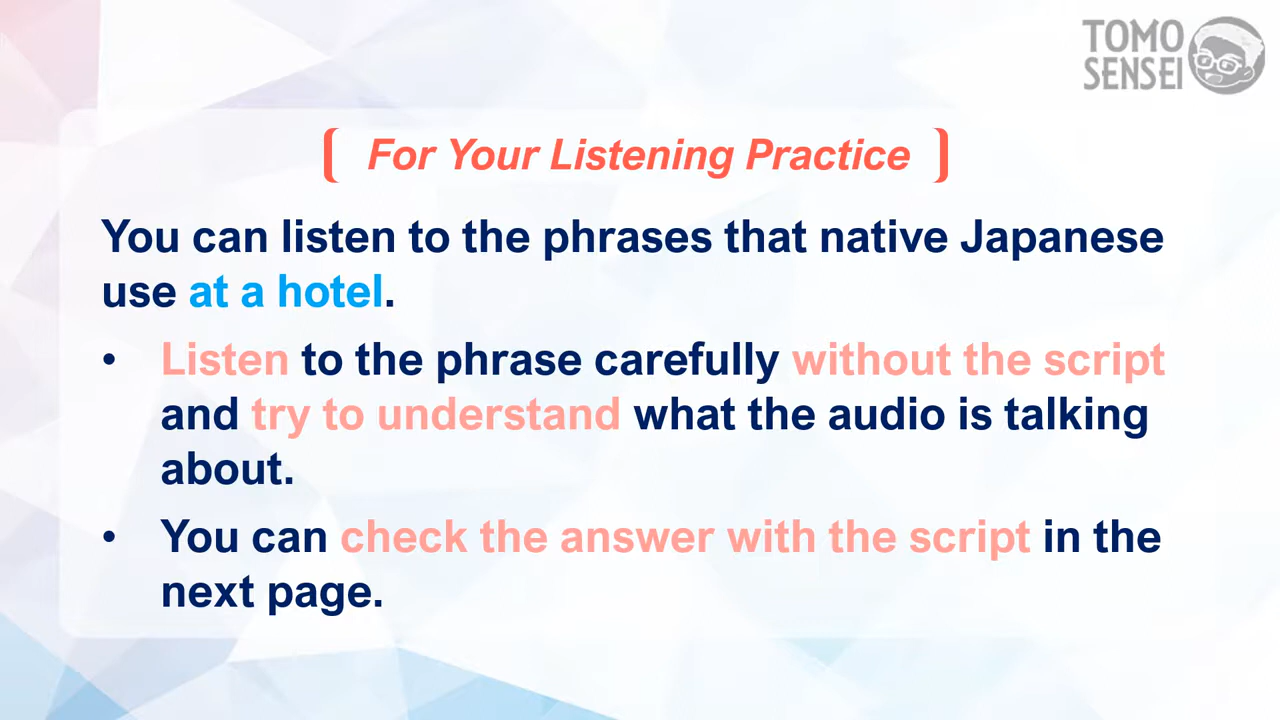 TOMO
SENSEI
For Your Listening Practice
You can listen to the phrases that native Japanese
use at a hotel.
• Listen to the phrase carefully without the script
and try to understand what the audio is talking
about.
• You can check the answer with the script in the
next page.